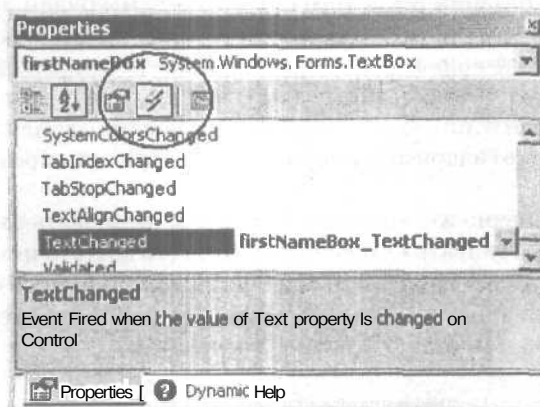 Properties
firstNameBox System.Windows.Forms.TextBox
SystemColorsChanged
TabIndexChanged
TabStopChanged
TextAlignChanged
TextChanged firstNameBox_TextChanged
Validated
TextChanged
Event Fired when the value of Text property Is changed on
Control
Properties [ Dynamic Help